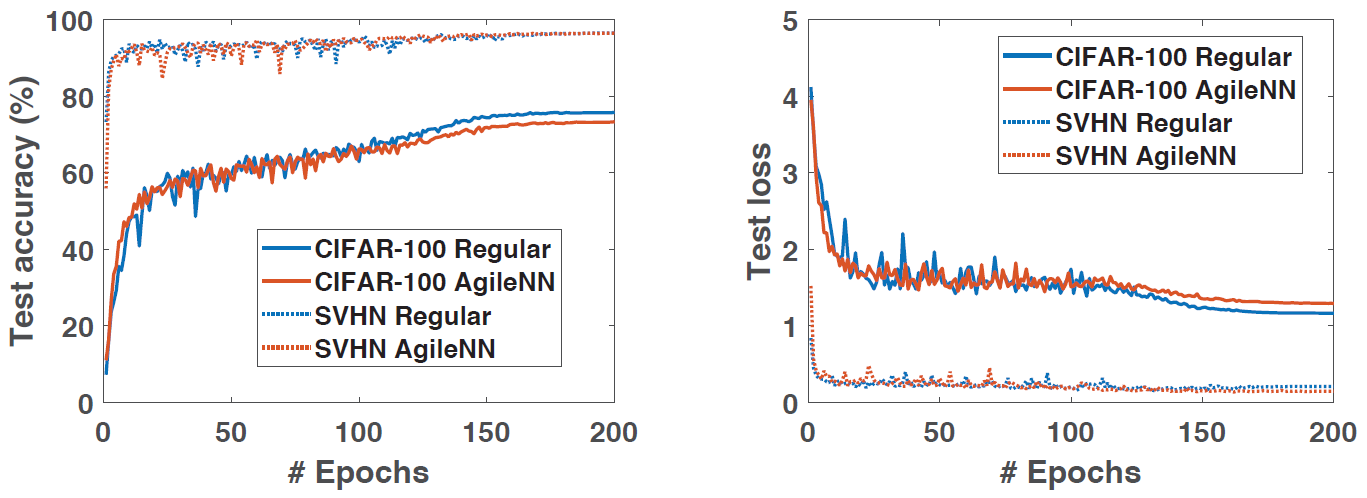 Test accuracy (%)
100
80
60
40
20
0
CIFAR-100 Regular
CIFAR-100 AgileNN
SVHN Regular
SVHN AgileNN
0 50 100 150 200
# Epochs
Test loss
5
4
3
2
1
0
CIFAR-100 Regular
CIFAR-100 AgileNN
SVHN Regular
SVHN AgileNN
0 50 100 150 200
# Epochs